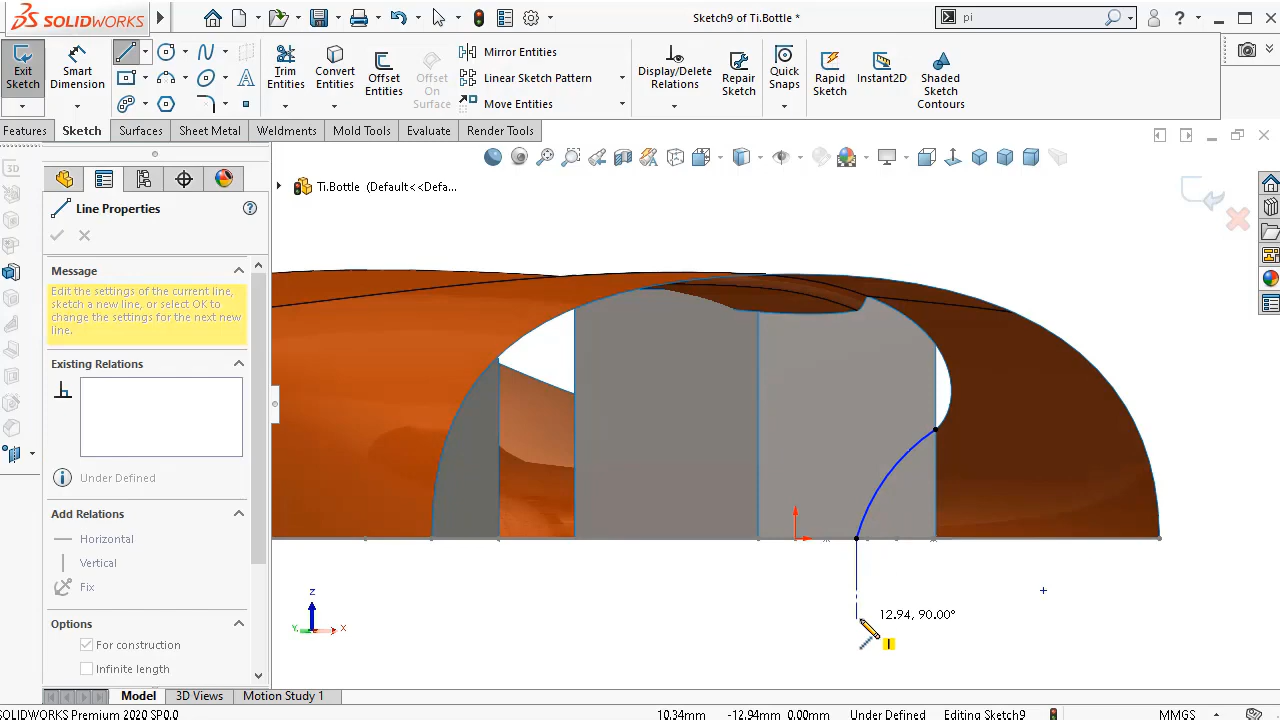 SOLIDWORKS
Sketch9 of Ti.Bottle *
pi
?
Exit
Sketch
Smart
Dimension
Trim
Entities
Convert
Entities
Offset
Entities
Offset
On
Surface
Mirror Entities
Linear Sketch Pattern
Move Entities
Display/Delete
Relations
Repair
Sketch
Quick
Snaps
Rapid
Sketch
Instant2D
Shaded
Sketch
Contours
Features
Sketch
Surfaces
Sheet Metal
Weldments
Mold Tools
Evaluate
Render Tools
3D
Ti.Bottle (Default<<Defa...
Line Properties
?
Message
Edit the settings of the current line,
sketch a new line, or select OK to
change the settings for the next new
line.
Existing Relations
Under Defined
Add Relations
Horizontal
Vertical
Fix
Options
For construction
Infinite length
Z
Y
X
12.94, 90.00°
Model
3D Views
Motion Study 1
SOLIDWORKS Premium 2020 SP0.0
10.34mm
-12.94mm
0.00mm
Under Defined
Editing Sketch9
MMGS